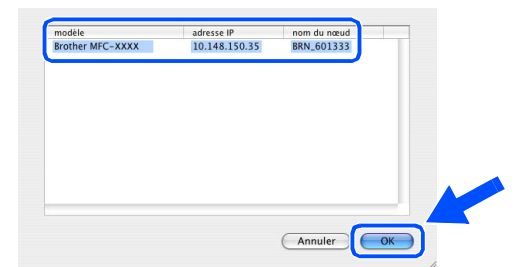 modèle adresse IP nom du nœud
Brother MFC-XXXX 10.148.150.35 BRN_601333
Annuler OK